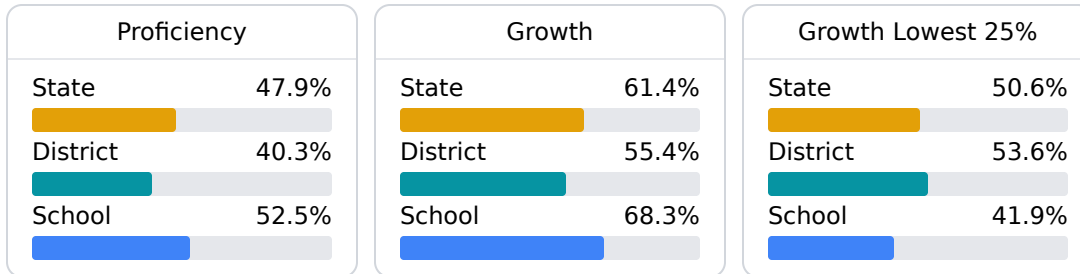 Proficiency
State 47.9%
District 40.3%
School 52.5%
Growth
State 61.4%
District 55.4%
School 68.3%
Growth Lowest 25%
State 50.6%
District 53.6%
School 41.9%